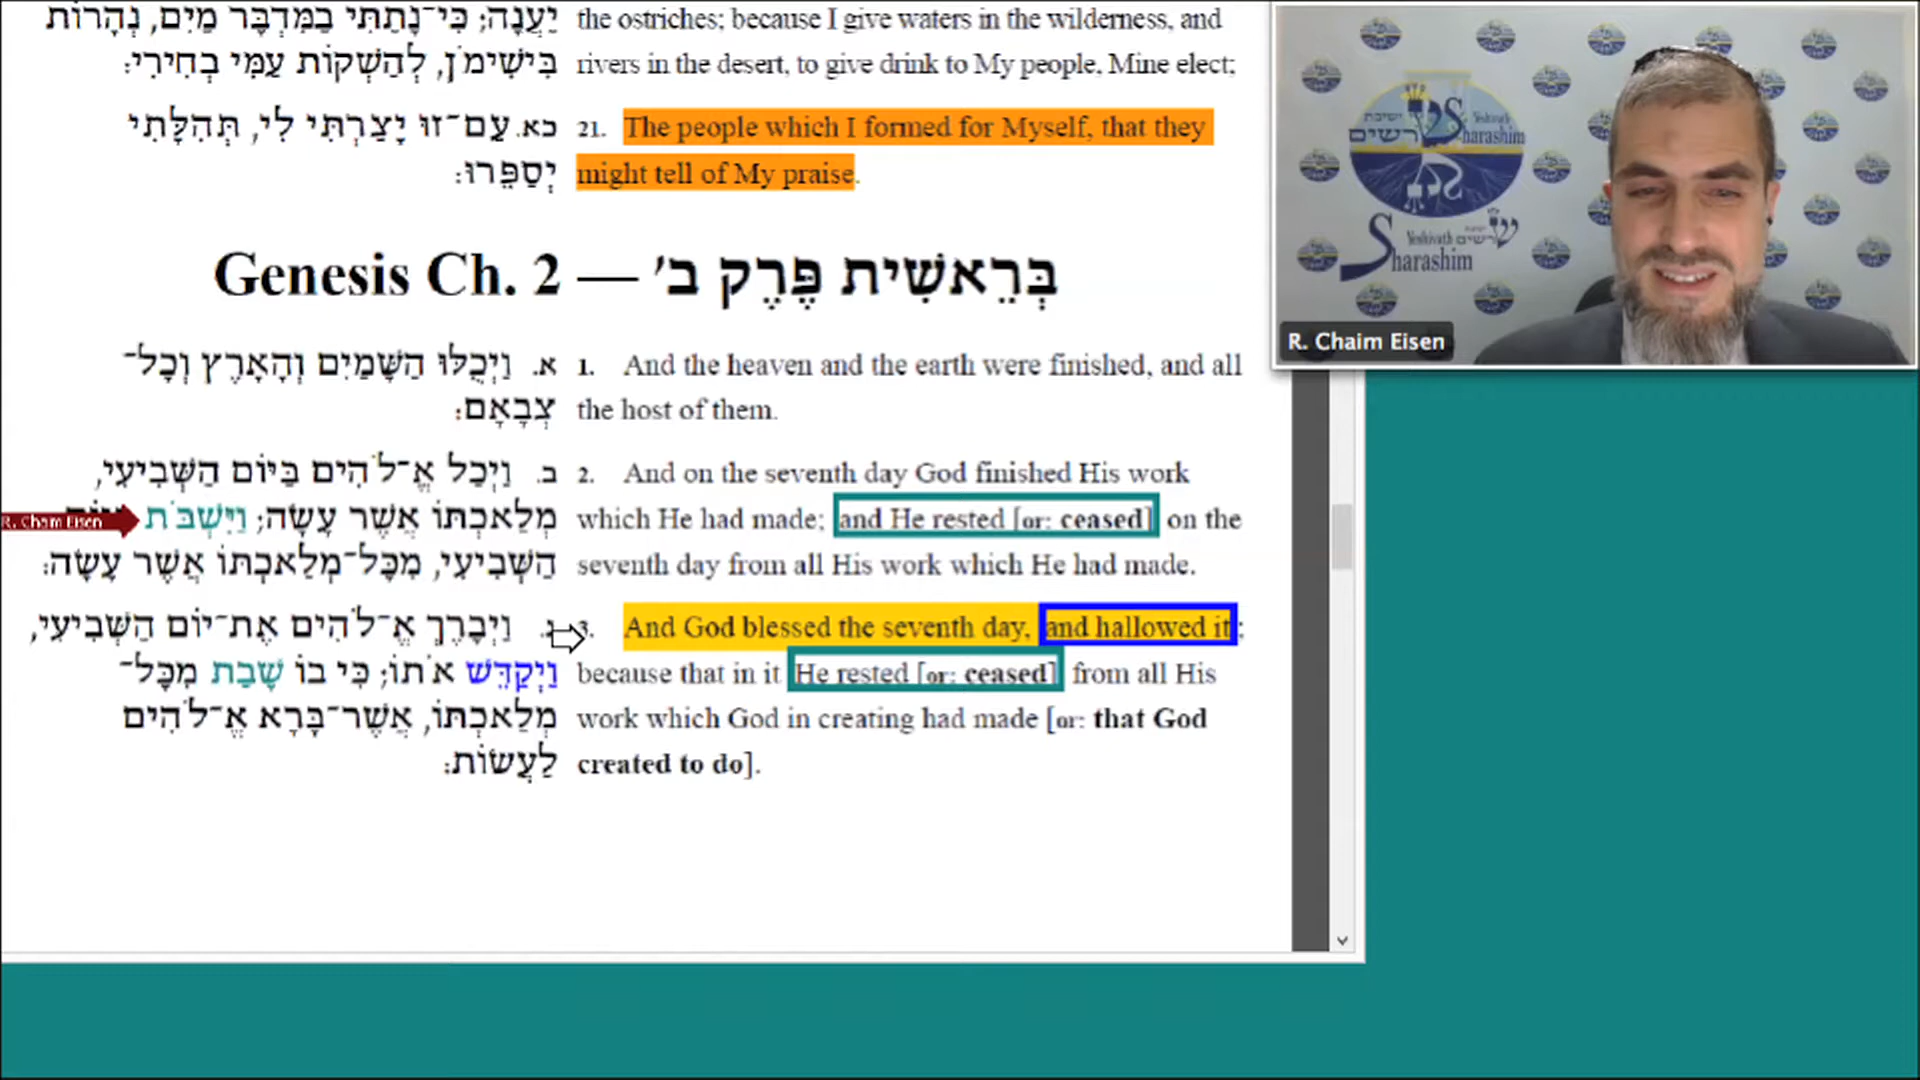 יַעֲנָה; כִּי־נָתַתִּי בַמִּדְבָּר מַיִם, נְהָרוֹת
the ostriches; because I give waters in the wilderness, and
בִּישִׁימֹן, לְהַשְׁקוֹת עַמִּי בְחִירִי:
rivers in the desert, to give drink to My people, Mine elect;
כא. עַם־זוּ יָצַרְתִּי לִי, תְּהִלָּתִי
21. The people which I formed for Myself, that they
יְסַפֵּרוּ:
might tell of My praise.
Genesis Ch. 2 — בְּרֵאשִׁית פֶּרֶק ב'
א. וַיְכֻלּוּ הַשָּׁמַיִם וְהָאָרֶץ וְכָל־
1. And the heaven and the earth were finished, and all
צְבָאָם:
the host of them.
ב. וַיְכַל אֱ־לֹהִים בַּיּוֹם הַשְּׁבִיעִי,
2. And on the seventh day God finished His work
מְלַאכְתּוֹ אֲשֶׁר עָשָׂה; וַיִּשְׁבֹּת
which He had made; and He rested [or: ceased] on the
הַשְּׁבִיעִי, מִכָּל־מְלַאכְתּוֹ אֲשֶׁר עָשָׂה:
seventh day from all His work which He had made.
ג. וַיְבָרֶךְ אֱ־לֹהִים אֶת־יוֹם הַשְּׁבִיעִי,
3. And God blessed the seventh day, and hallowed it;
וַיְקַדֵּשׁ אֹתוֹ; כִּי בוֹ שָׁבַת מִכָּל־
because that in it He rested [or: ceased] from all His
מְלַאכְתּוֹ, אֲשֶׁר־בָּרָא אֱ־לֹהִים
work which God in creating had made [or: that God
לַעֲשׂוֹת:
created to do].
R. Chaim Eisen
ישיבת
Yeshivath
שרשים
Sharashim
Yeshivath שרשים
Sharashim
R. Chaim Eisen